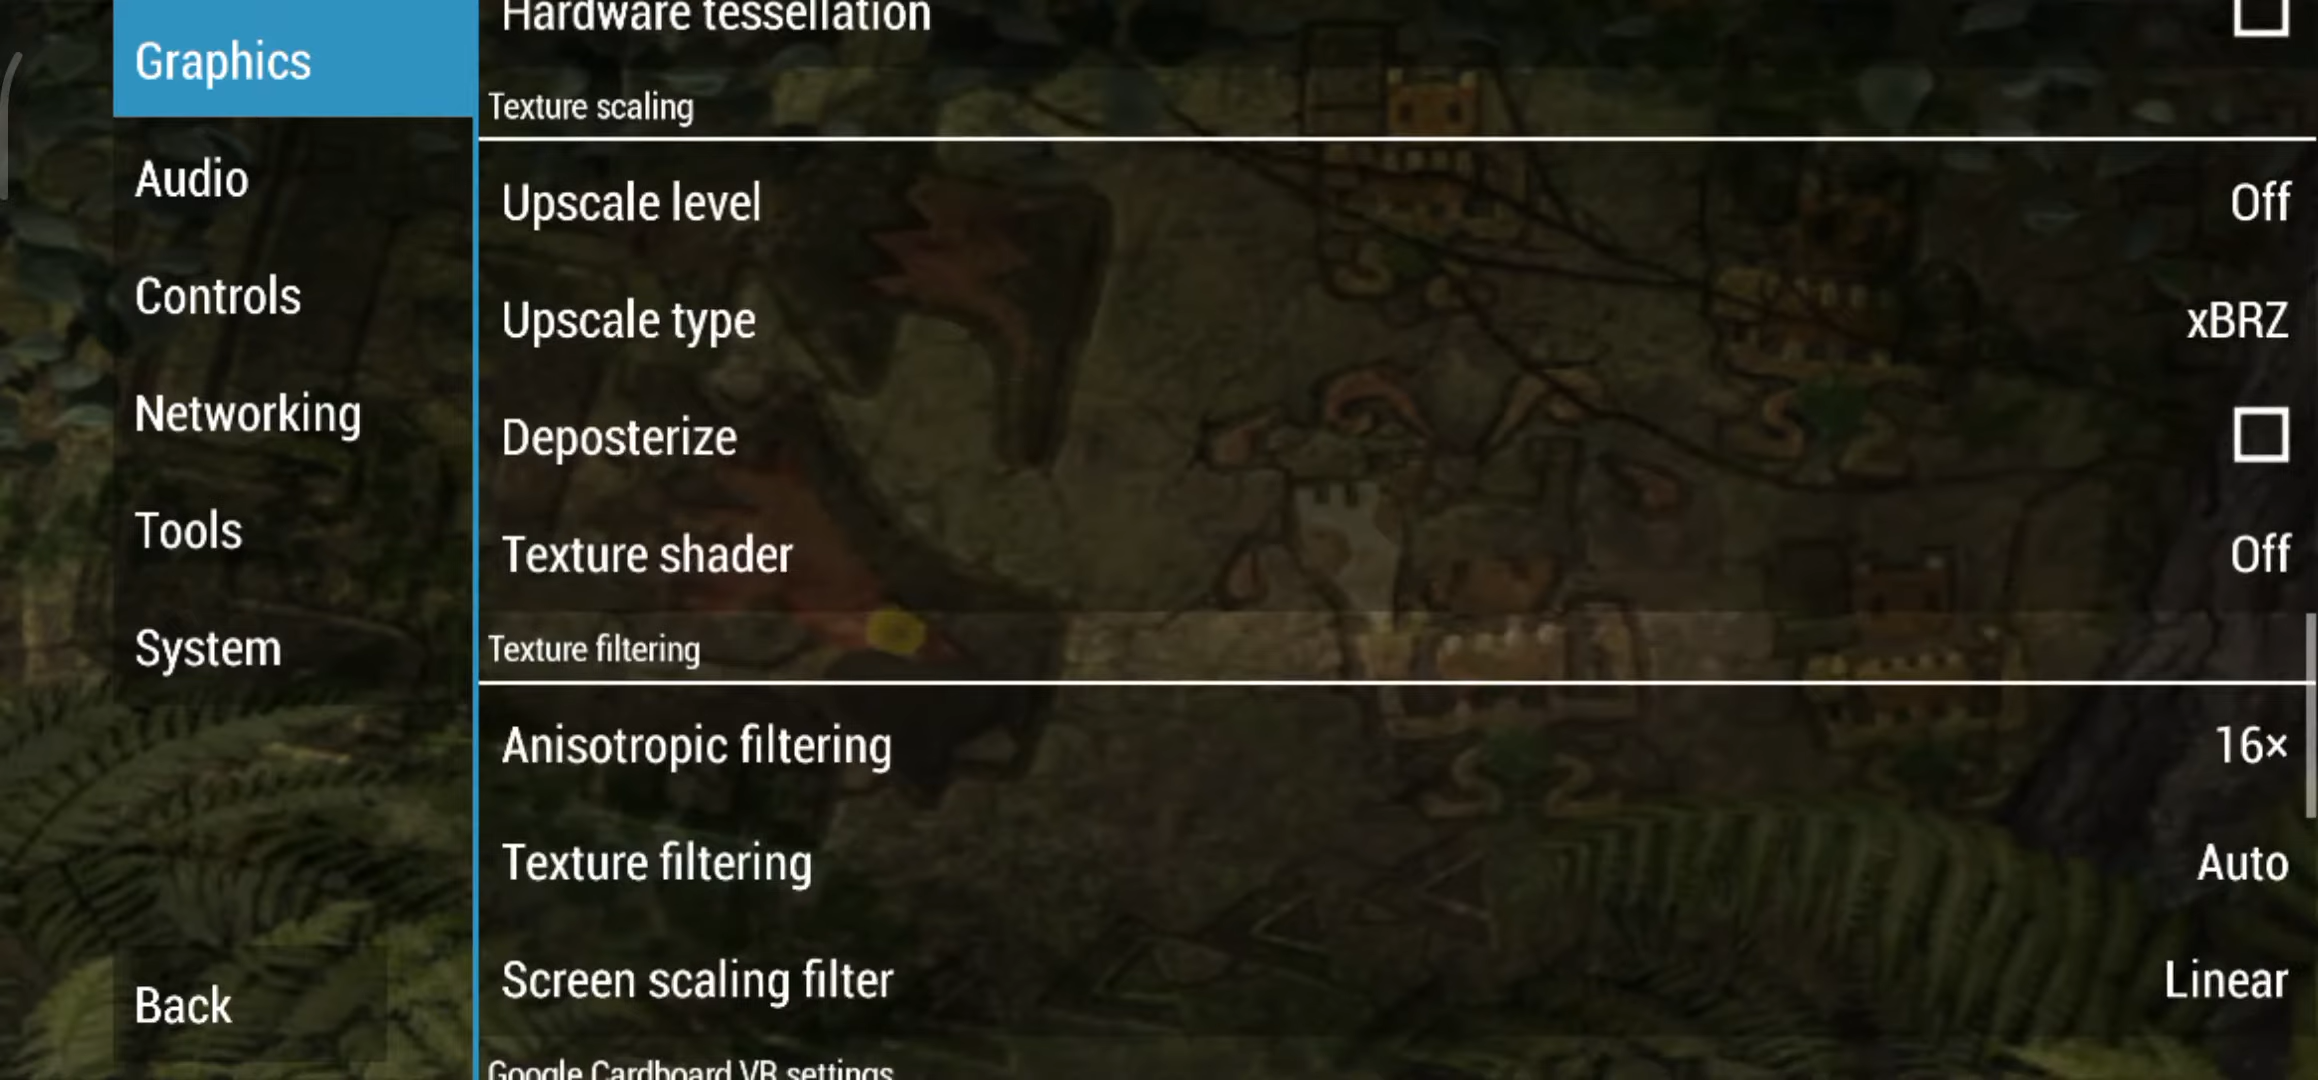 Hardware tessellation
Graphics
Texture scaling
Audio
Upscale level Off
Controls
Upscale type xBRZ
Networking
Deposterize
Tools
Texture shader Off
System
Texture filtering
Anisotropic filtering 16×
Texture filtering Auto
Screen scaling filter Linear
Back
Google Cardboard VR settings